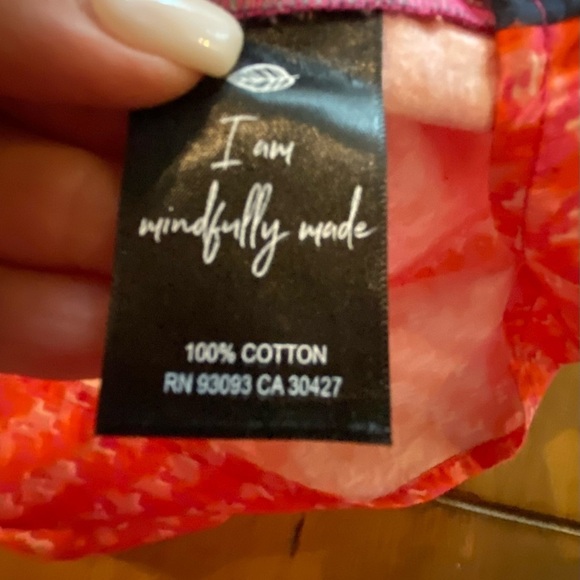 I am
mindfully made
100% COTTON
RN 93093 CA 30427